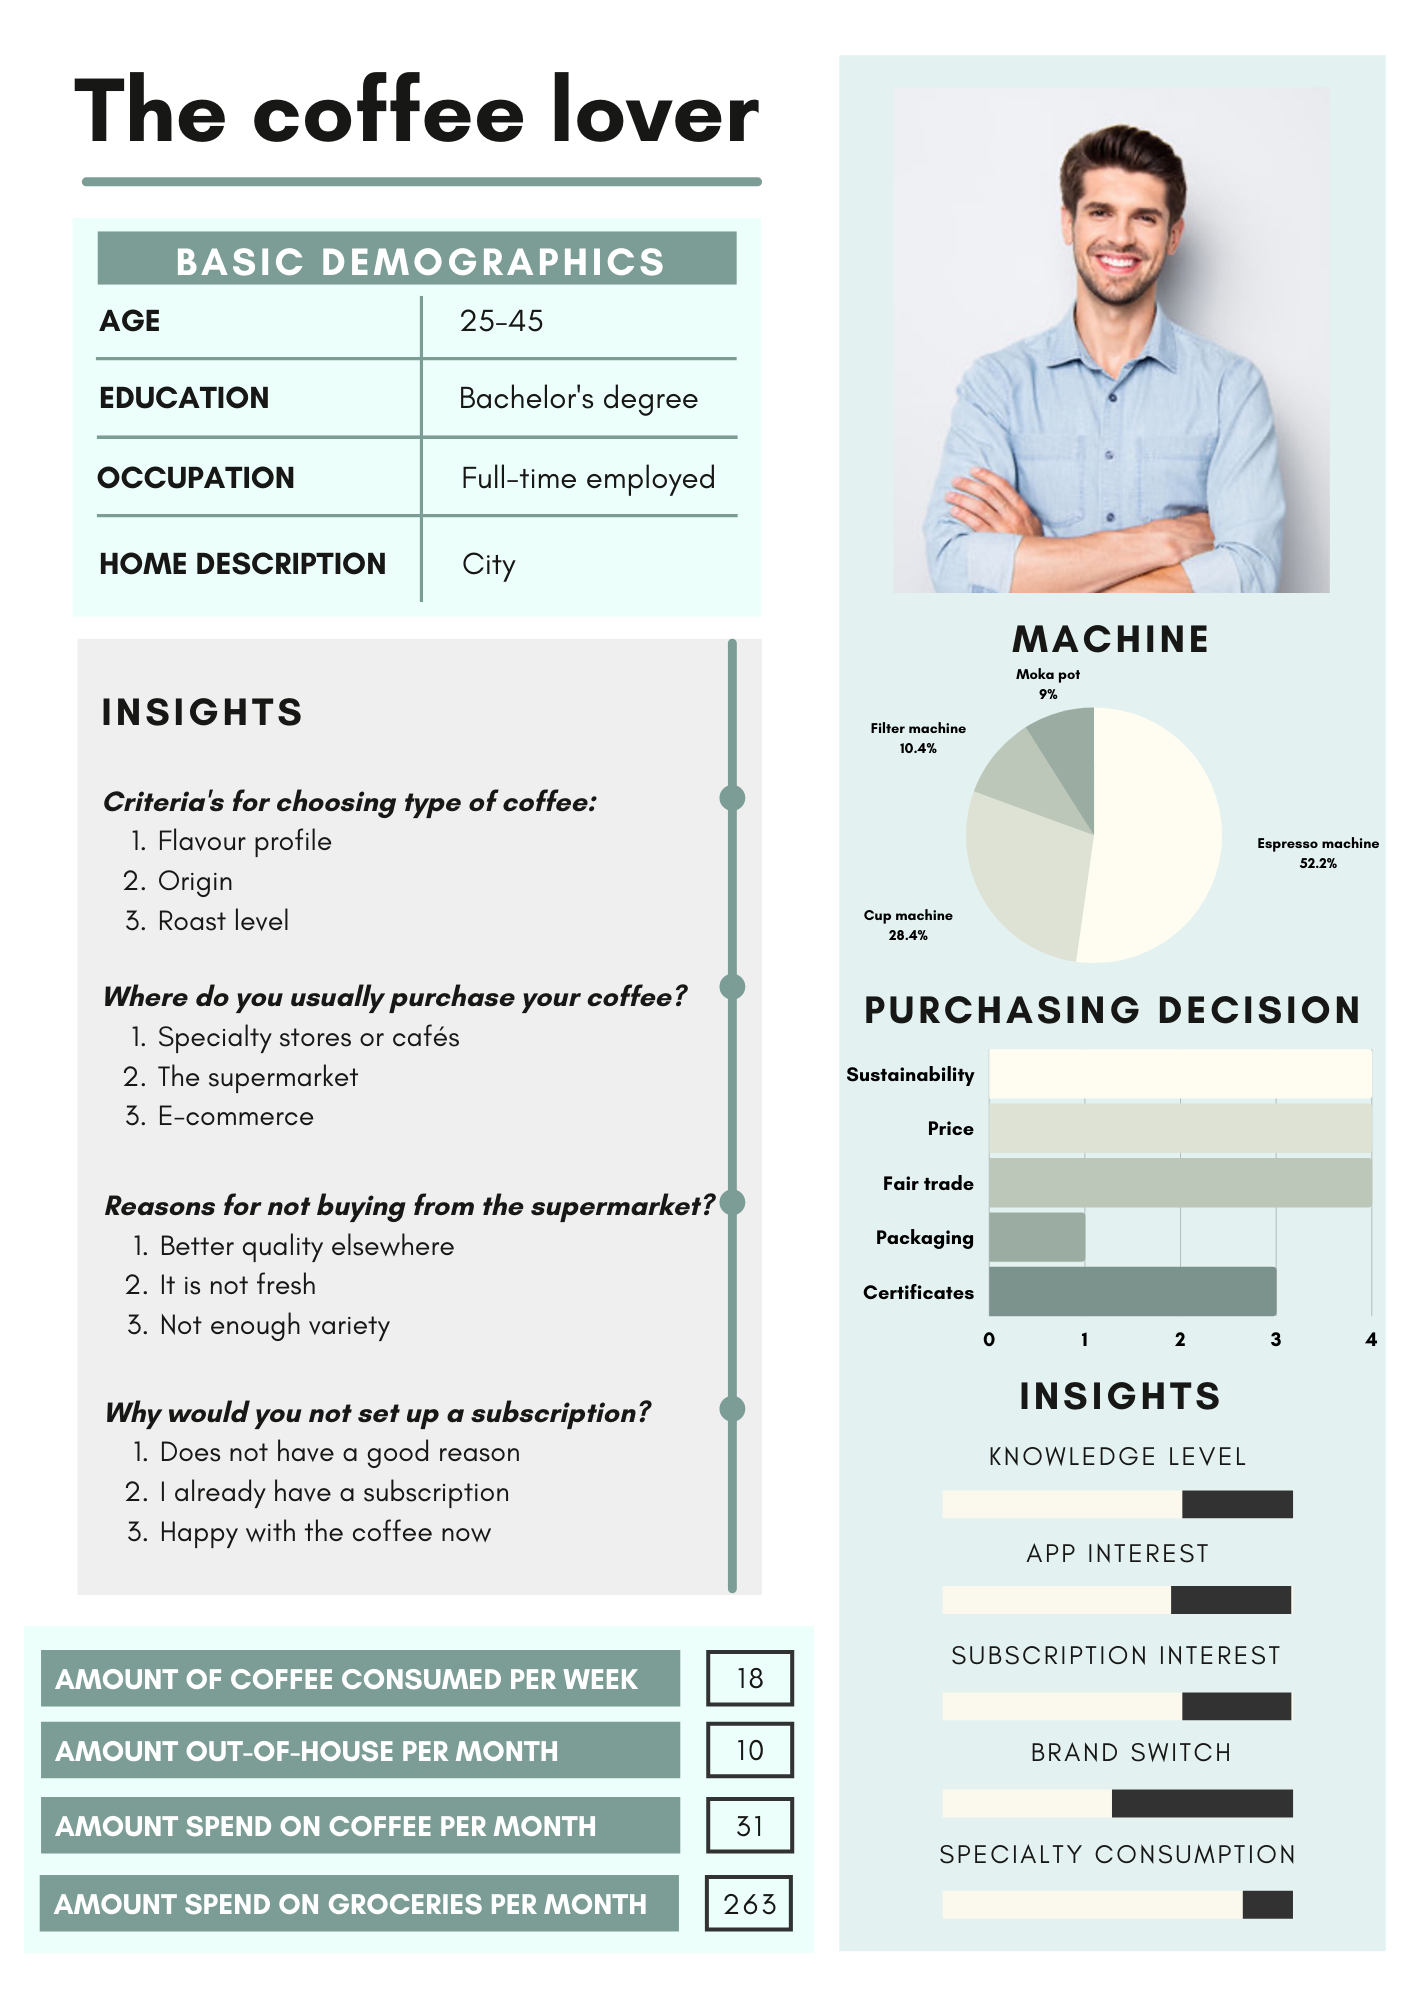 The coffee lover
BASIC DEMOGRAPHICS
AGE 25-45
EDUCATION Bachelor's degree
OCCUPATION Full-time employed
HOME DESCRIPTION City
INSIGHTS
Criteria's for choosing type of coffee:
1. Flavour profile
2. Origin
3. Roast level
Where do you usually purchase your coffee?
1. Specialty stores or cafés
2. The supermarket
3. E-commerce
Reasons for not buying from the supermarket?
1. Better quality elsewhere
2. It is not fresh
3. Not enough variety
Why would you not set up a subscription?
1. Does not have a good reason
2. I already have a subscription
3. Happy with the coffee now
AMOUNT OF COFFEE CONSUMED PER WEEK 18
AMOUNT OUT-OF-HOUSE PER MONTH 10
AMOUNT SPEND ON COFFEE PER MONTH 31
AMOUNT SPEND ON GROCERIES PER MONTH 263
MACHINE
Moka pot
9%
Filter machine
10.4%
Espresso machine
52.2%
Cup machine
28.4%
PURCHASING DECISION
Sustainability
Price
Fair trade
Packaging
Certificates
0 1 2 3 4
INSIGHTS
KNOWLEDGE LEVEL
APP INTEREST
SUBSCRIPTION INTEREST
BRAND SWITCH
SPECIALTY CONSUMPTION